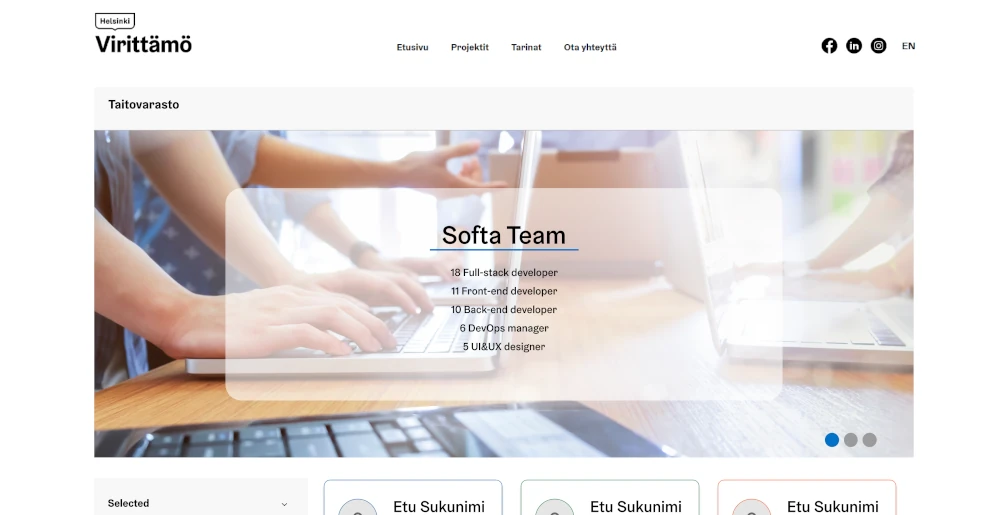 Helsinki
Virittämö
Etusivu Projektit Tarinat Ota yhteyttä
EN
Taitovarasto
Softa Team
18 Full-stack developer
11 Front-end developer
10 Back-end developer
6 DevOps manager
5 UI&UX designer
Selected
Etu Sukunimi
Etu Sukunimi
Etu Sukunimi